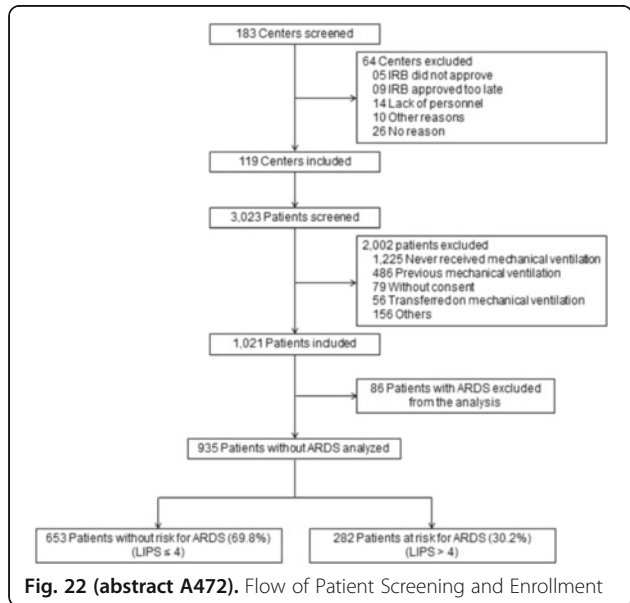 183 Centers screened
64 Centers excluded
05 IRB did not approve
09 IRB approved too late
14 Lack of personnel
10 Other reasons
26 No reason
119 Centers included
3,023 Patients screened
2,002 patients excluded
1,225 Never received mechanical ventilation
486 Previous mechanical ventilation
79 Without consent
56 Transferred on mechanical ventilation
156 Others
1,021 Patients included
86 Patients with ARDS excluded
from the analysis
935 Patients without ARDS analyzed
653 Patients without risk for ARDS (69.8%)
(LIPS ≤ 4)
282 Patients at risk for ARDS (30.2%)
(LIPS > 4)
Fig. 22 (abstract A472). Flow of Patient Screening and Enrollment